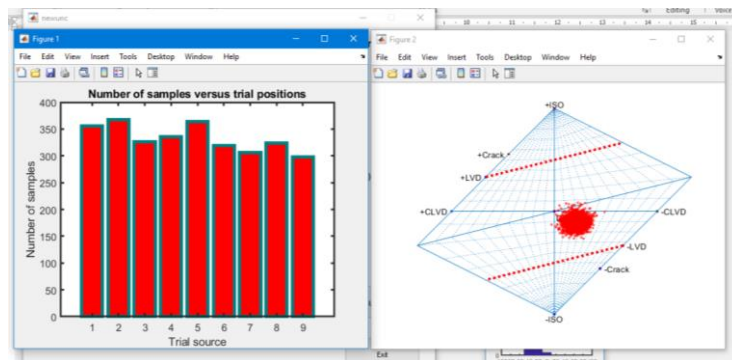 Editing
Voice
Figure 1
File Edit View Insert Tools Desktop Window Help
Number of samples versus trial positions
400
350
300
250
200
150
100
50
0
Number of samples
1 2 3 4 5 6 7 8 9
Trial source
Figure 2
File Edit View Insert Tools Desktop Window Help
+ISO
+Crack
+LVD
+CLVD
-CLVD
-LVD
-Crack
-ISO
Exit